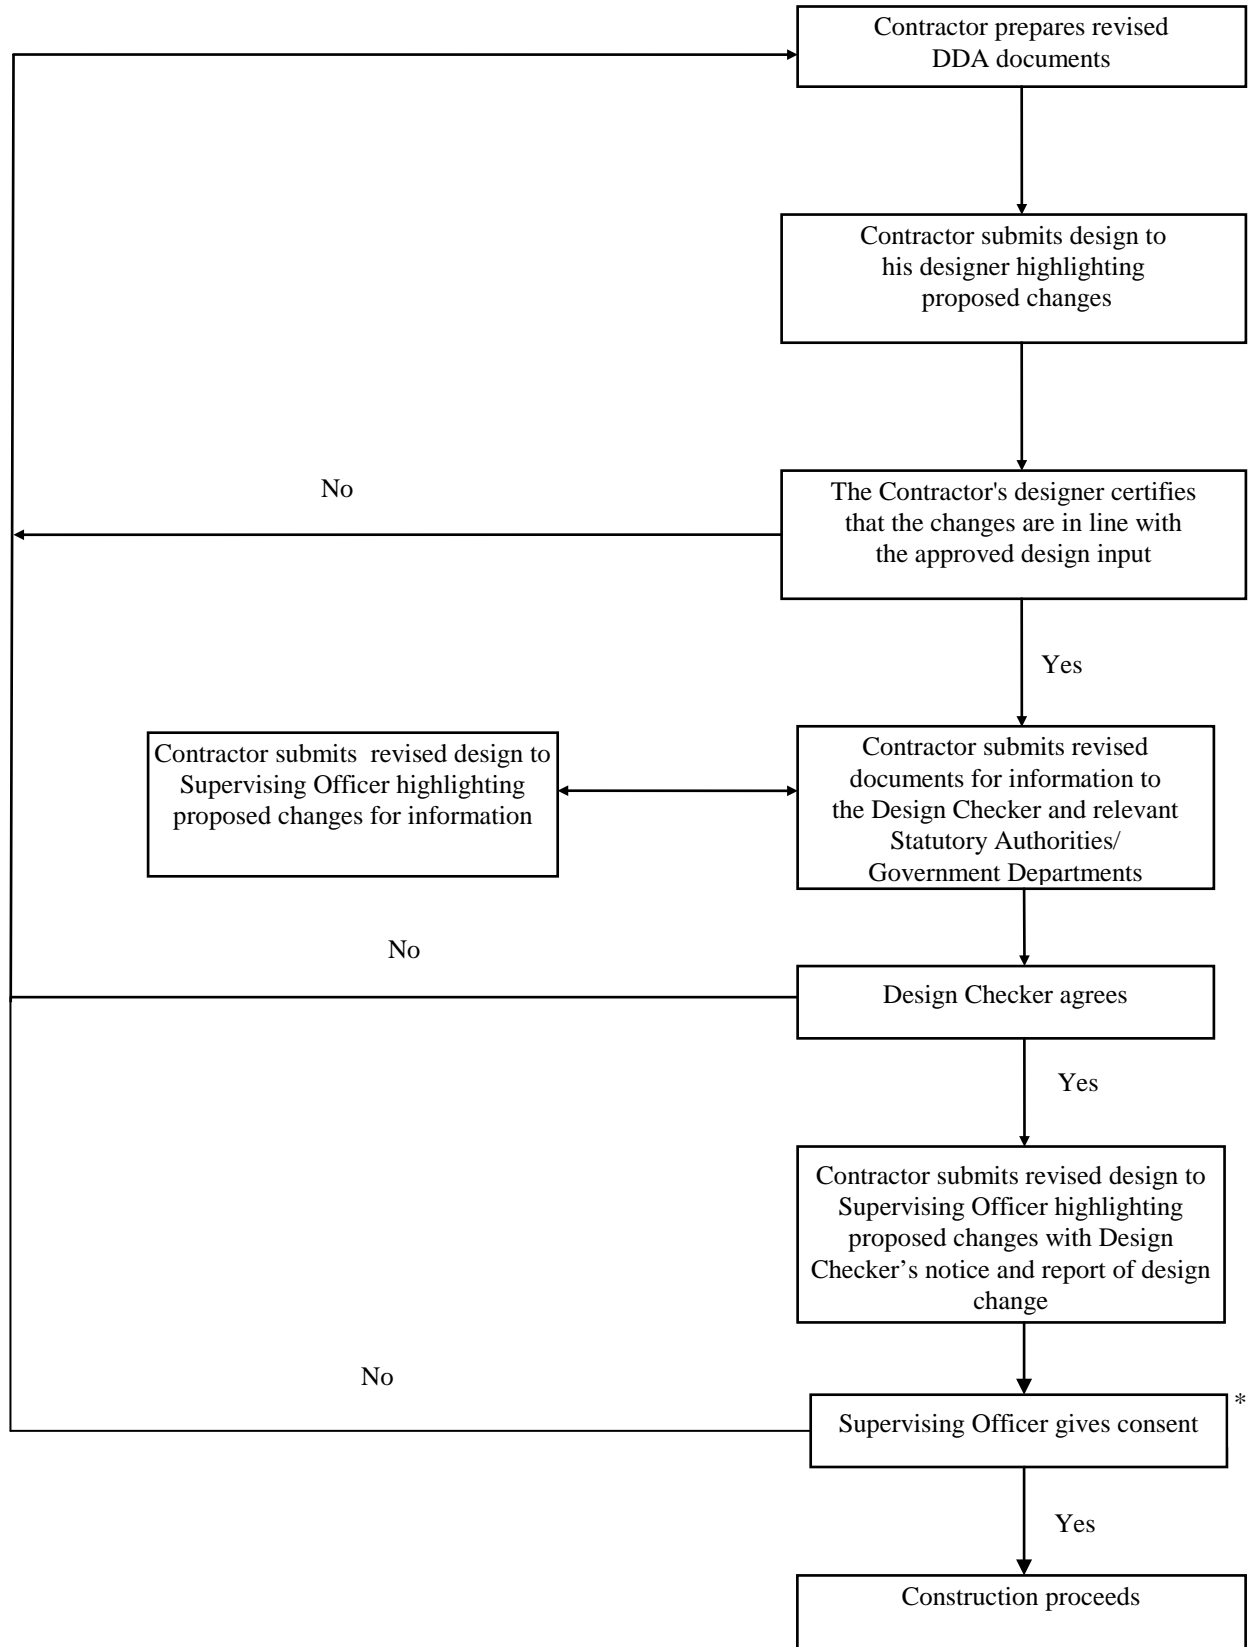 Contractor prepares revised
DDA documents
Contractor submits design to
his designer highlighting
proposed changes
No
The Contractor's designer certifies
that the changes are in line with
the approved design input
Yes
Contractor submits revised design to
Supervising Officer highlighting
proposed changes for information
Contractor submits revised
documents for information to
the Design Checker and relevant
Statutory Authorities/
Government Departments
No
Design Checker agrees
Yes
Contractor submits revised design to
Supervising Officer highlighting
proposed changes with Design
Checker’s notice and report of design
change
No
Supervising Officer gives consent
*
Yes
Construction proceeds